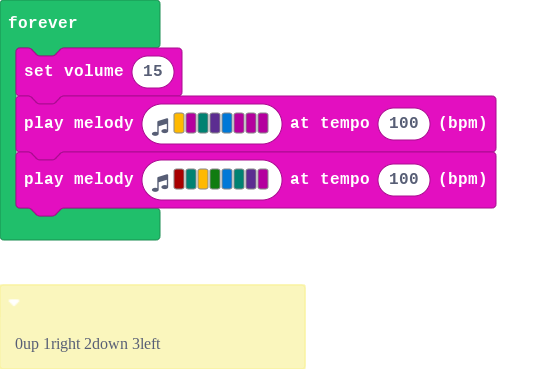 forever
set volume 15
play melody at tempo 100 (bpm)
play melody at tempo 100 (bpm)
0up 1right 2down 3left